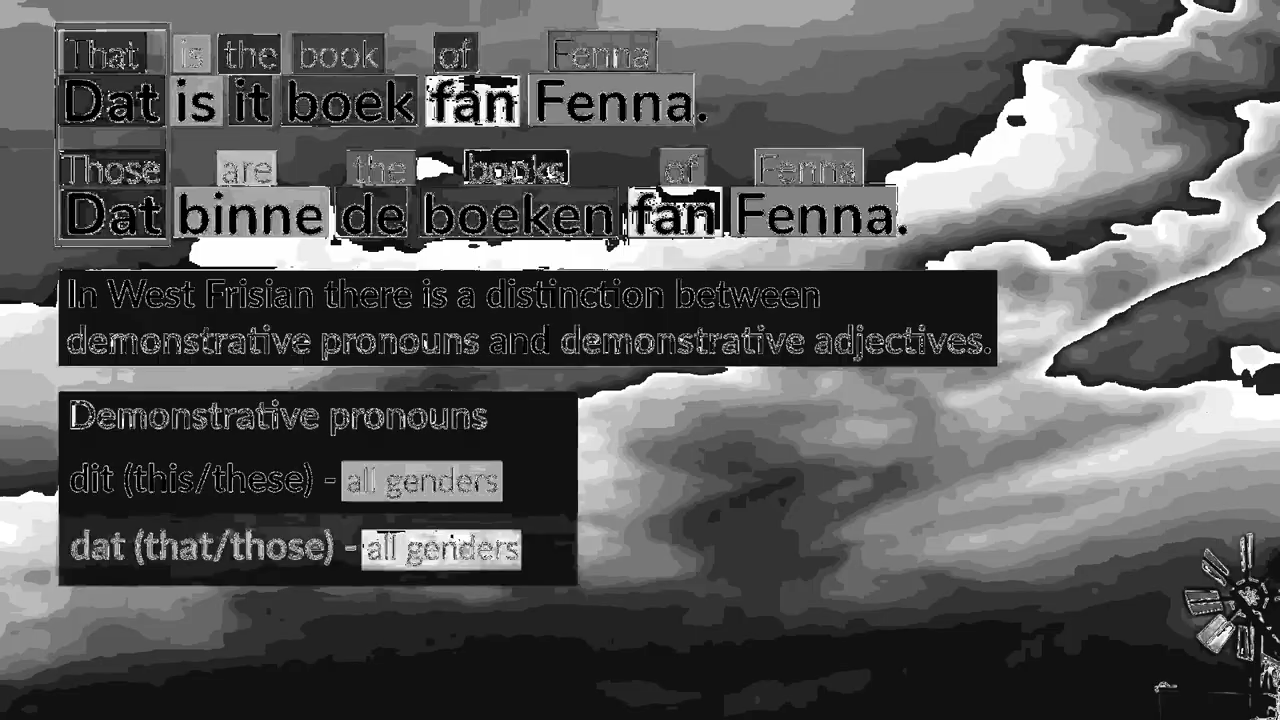 That is the book of Fenna
Dat is it boek fan Fenna.
Those are the books of Fenna
Dat binne de boeken fan Fenna.
In West Frisian there is a distinction between
demonstrative pronouns and demonstrative adjectives.
Demonstrative pronouns
dit (this/these) - all genders
dat (that/those) - all genders